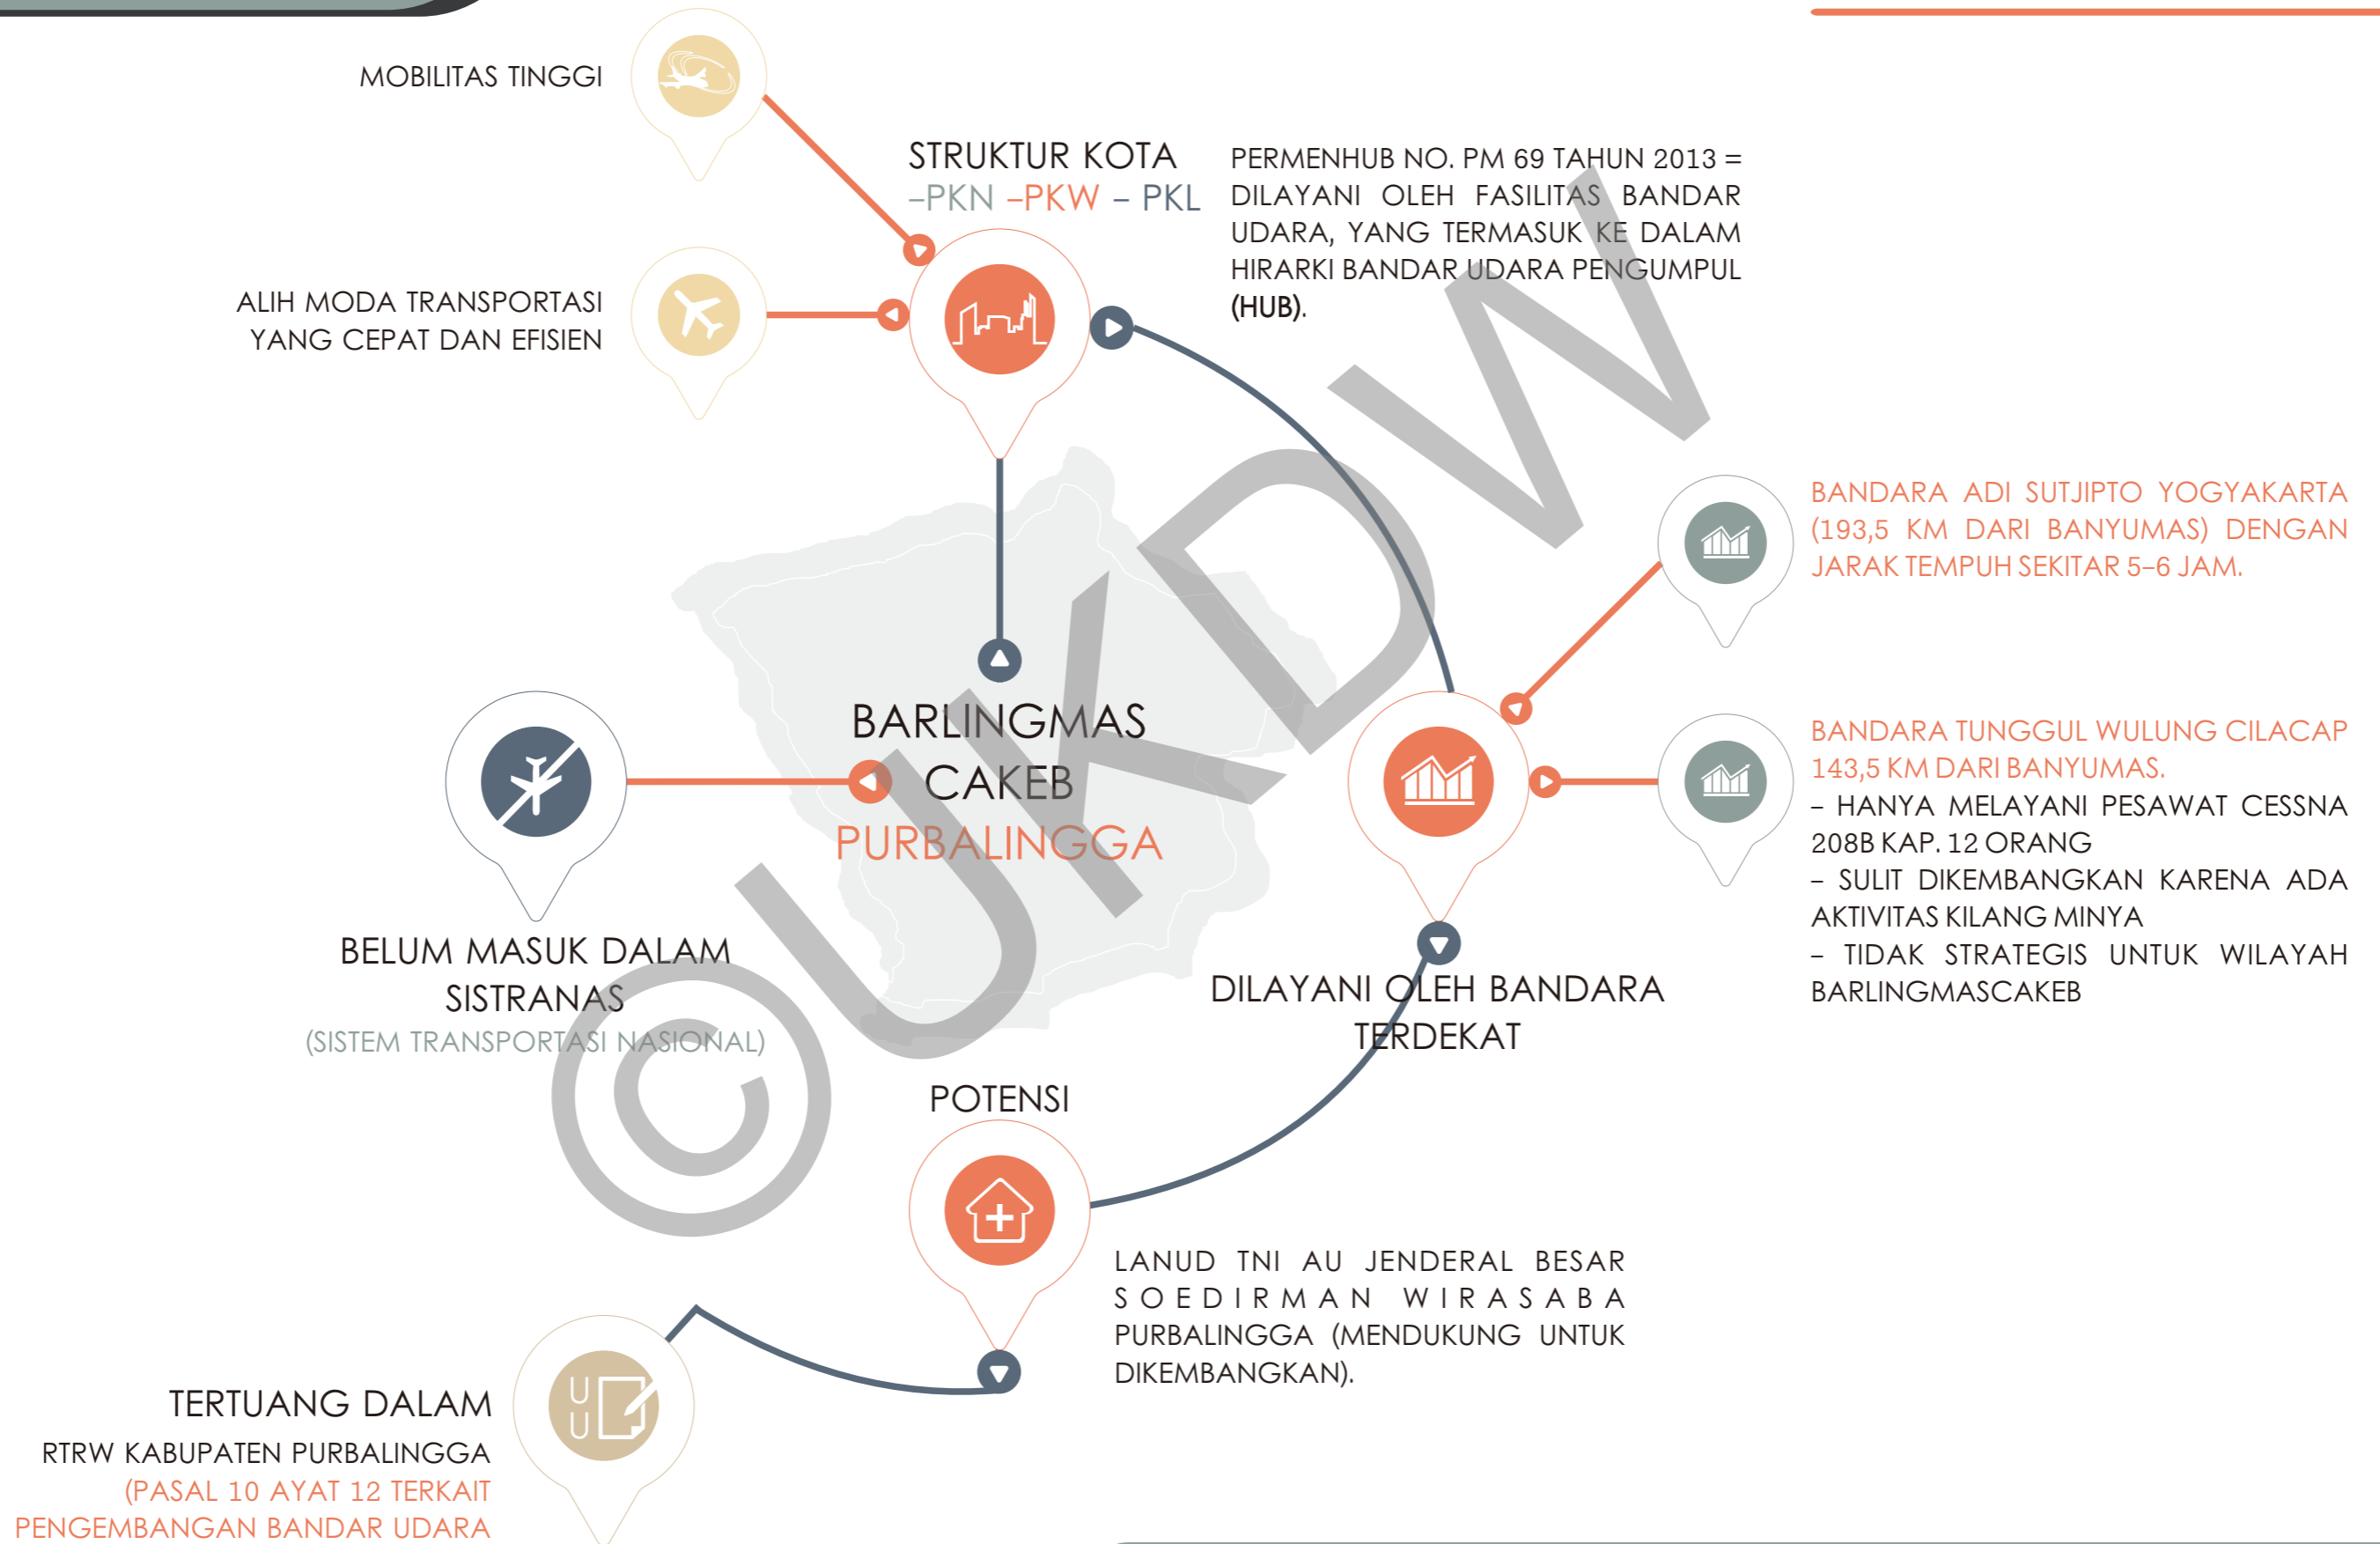 MOBILITAS TINGGI
ALIH MODA TRANSPORTASI
YANG CEPAT DAN EFISIEN
STRUKTUR KOTA
–PKN –PKW – PKL
PERMENHUB NO. PM 69 TAHUN 2013 =
DILAYANI OLEH FASILITAS BANDAR
UDARA, YANG TERMASUK KE DALAM
HIRARKI BANDAR UDARA PENGUMPUL
(HUB).
BANDARA ADI SUTJIPTO YOGYAKARTA
(193,5 KM DARI BANYUMAS) DENGAN
JARAK TEMPUH SEKITAR 5–6 JAM.
BANDARA TUNGGUL WULUNG CILACAP
143,5 KM DARI BANYUMAS.
– HANYA MELAYANI PESAWAT CESSNA
208B KAP. 12 ORANG
– SULIT DIKEMBANGKAN KARENA ADA
AKTIVITAS KILANG MINYA
– TIDAK STRATEGIS UNTUK WILAYAH
BARLINGMASCAKEB
BARLINGMAS
CAKEB
PURBALINGGA
BELUM MASUK DALAM
SISTRANAS
(SISTEM TRANSPORTASI NASIONAL)
DILAYANI OLEH BANDARA
TERDEKAT
POTENSI
LANUD TNI AU JENDERAL BESAR
SOEDIRMAN WIRASABA
PURBALINGGA (MENDUKUNG UNTUK
DIKEMBANGKAN).
UU
TERTUANG DALAM
RTRW KABUPATEN PURBALINGGA
(PASAL 10 AYAT 12 TERKAIT
PENGEMBANGAN BANDAR UDARA
©UKDW